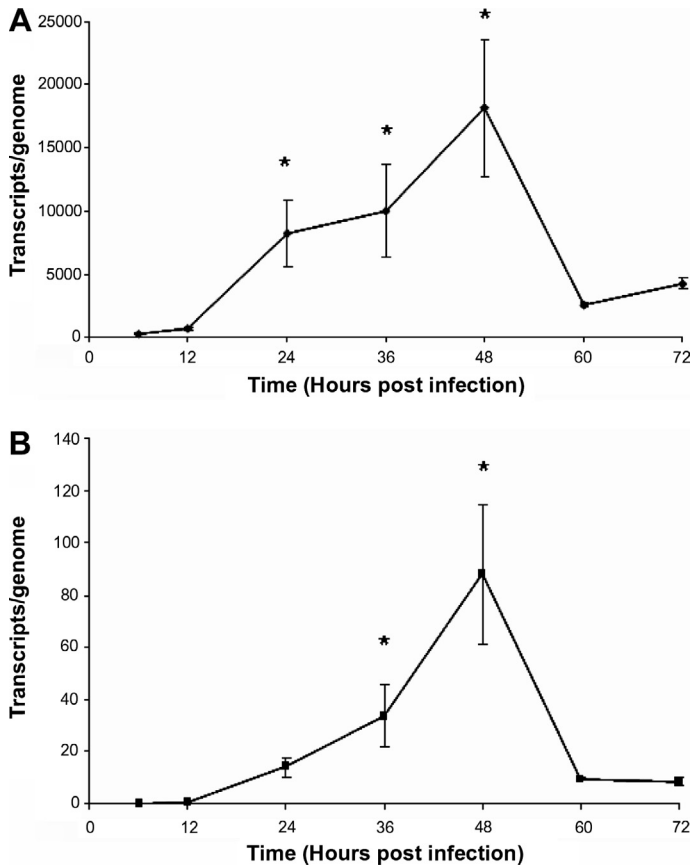 A
Transcripts/genome
25000
20000
15000
10000
5000
0
*
*
*
0 12 24 36 48 60 72
Time (Hours post infection)
B
Transcripts/genome
140
120
100
80
60
40
20
0
*
*
0 12 24 36 48 60 72
Time (Hours post infection)